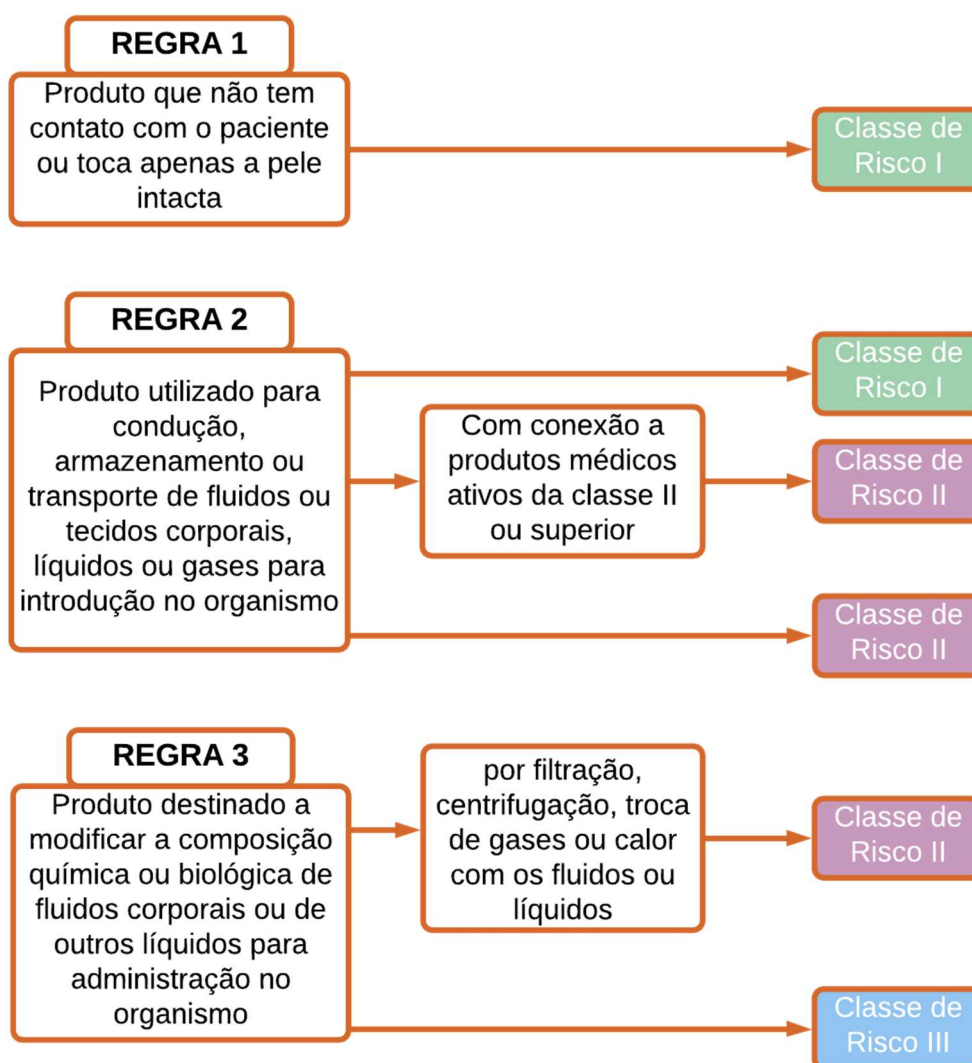 REGRA 1
Produto que não tem
contato com o paciente
ou toca apenas a pele
intacta
Classe de
Risco I
REGRA 2
Produto utilizado para
condução,
armazenamento ou
transporte de fluidos ou
tecidos corporais,
líquidos ou gases para
introdução no organismo
Classe de
Risco I
Com conexão a
produtos médicos
ativos da classe II
ou superior
Classe de
Risco II
Classe de
Risco II
REGRA 3
Produto destinado a
modificar a composição
química ou biológica de
fluidos corporais ou de
outros líquidos para
administração no
organismo
por filtração,
centrifugação, troca
de gases ou calor
com os fluidos ou
líquidos
Classe de
Risco II
Classe de
Risco III